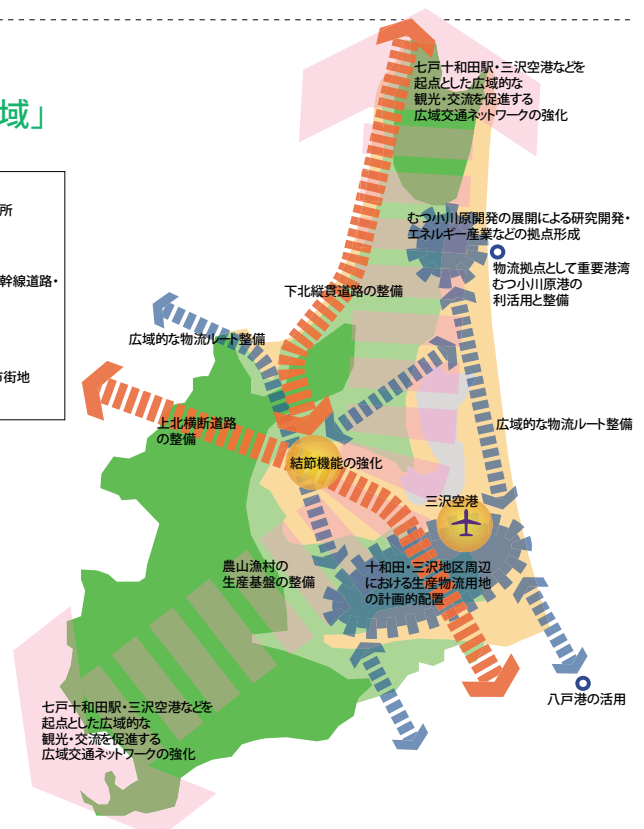 域」
所
幹線道路・
市街地
七戸十和田駅・三沢空港などを
起点とした広域的な
観光・交流を促進する
広域交通ネットワークの強化
むつ小川原開発の展開による研究開発・
エネルギー産業などの拠点形成
物流拠点として重要港湾
むつ小川原港の
利活用と整備
下北縦貫道路の整備
広域的な物流ルート整備
上北横断道路
の整備
広域的な物流ルート整備
結節機能の強化
三沢空港
農山漁村の
生産基盤の整備
十和田・三沢地区周辺
における生産物流用地
の計画的配置
八戸港の活用
七戸十和田駅・三沢空港などを
起点とした広域的な
観光・交流を促進する
広域交通ネットワークの強化